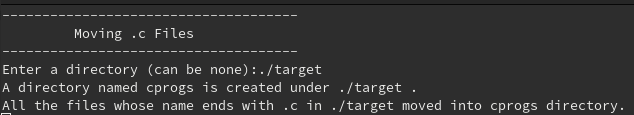 -------------------------------------
Moving .c Files
-------------------------------------
Enter a directory (can be none):./target
A directory named cprogs is created under ./target .
All the files whose name ends with .c in ./target moved into cprogs directory.